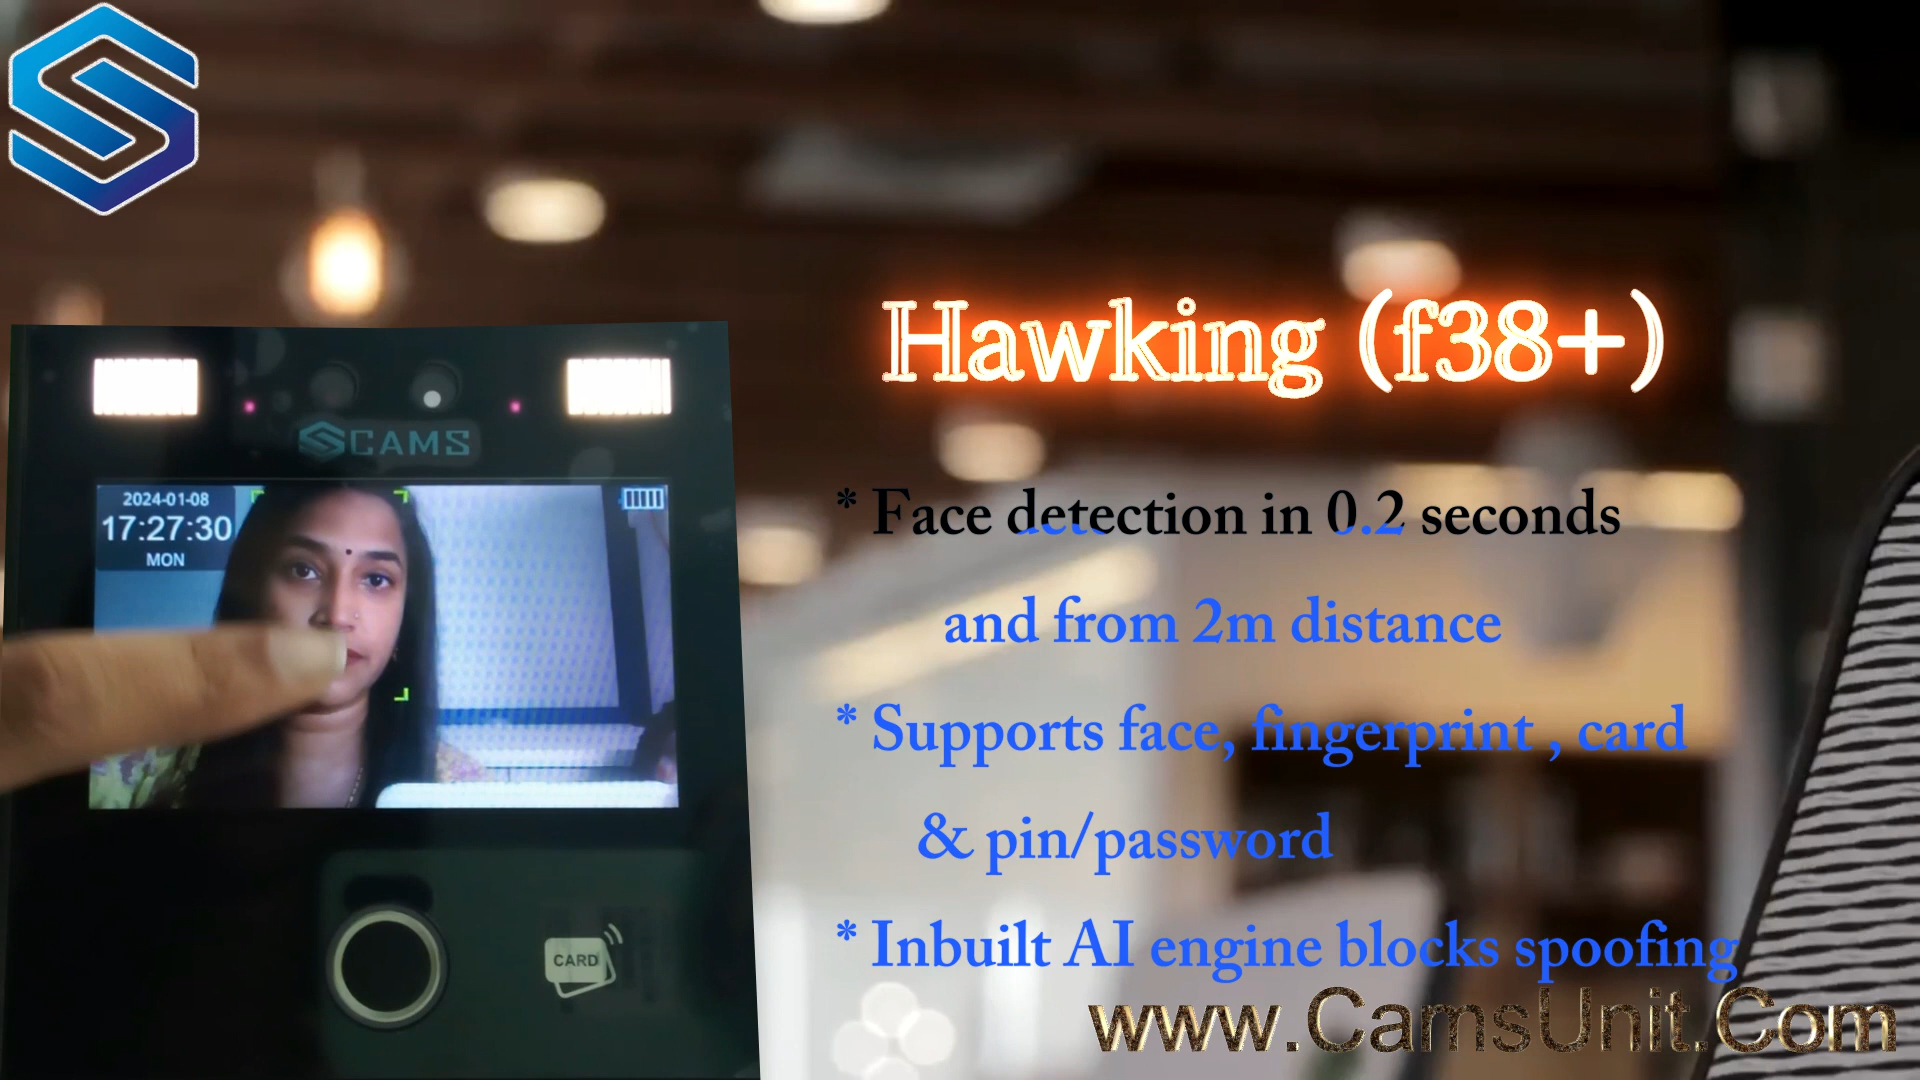 Hawking (f38+)
SCAMS
2024-01-08
17:27:30
MON
* Face detection in 0.2 seconds
and from 2m distance
* Supports face, fingerprint , card
& pin/password
* Inbuilt AI engine blocks spoofing
CARD
www.CamsUnit.Com